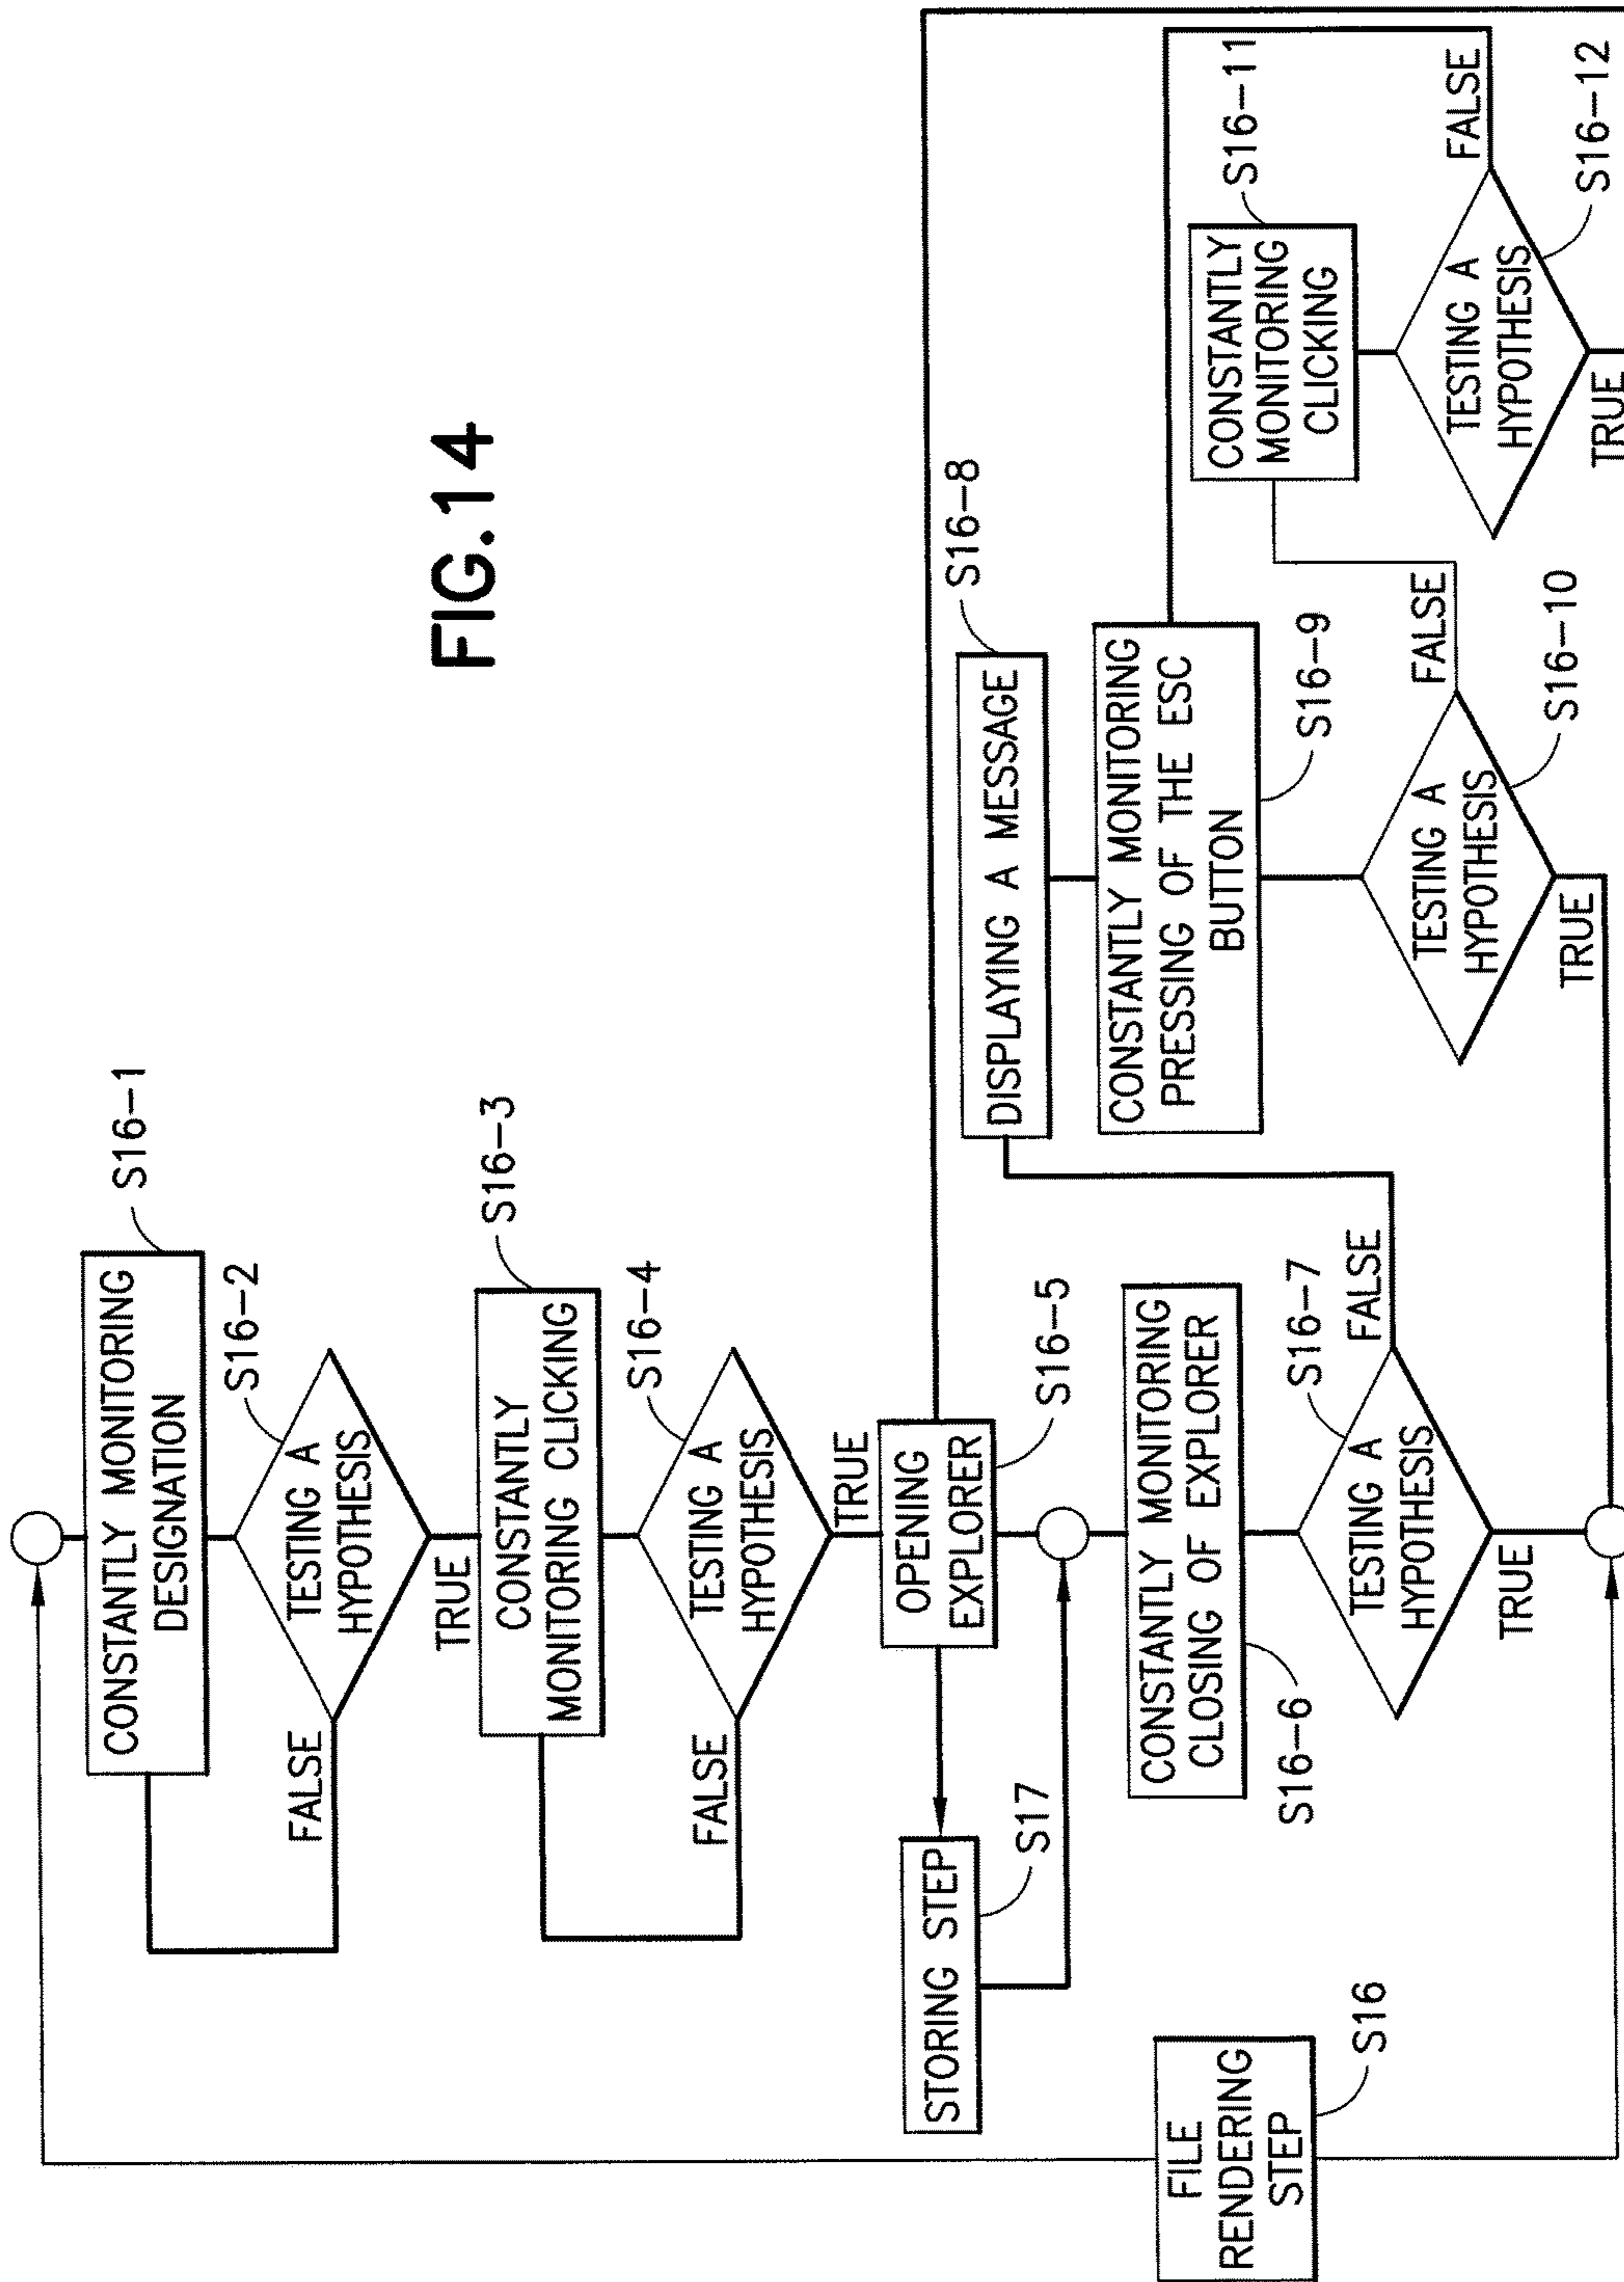 FIG.14
CONSTANTLY MONITORING
DESIGNATION
S16-1
TESTING A
HYPOTHESIS
S16-2
FALSE
TRUE
CONSTANTLY
MONITORING CLICKING
S16-3
TESTING A
HYPOTHESIS
S16-4
FALSE
TRUE
OPENING
EXPLORER
S16-5
STORING STEP
S17
CONSTANTLY MONITORING
CLOSING OF EXPLORER
S16-6
TESTING A
HYPOTHESIS
S16-7
FALSE
TRUE
DISPLAYING A MESSAGE
S16-8
CONSTANTLY MONITORING
PRESSING OF THE ESC
BUTTON
S16-9
TESTING A
HYPOTHESIS
S16-10
FALSE
TRUE
CONSTANTLY
MONITORING
CLICKING
S16-11
TESTING A
HYPOTHESIS
S16-12
FALSE
TRUE
FILE
RENDERING
STEP
S16